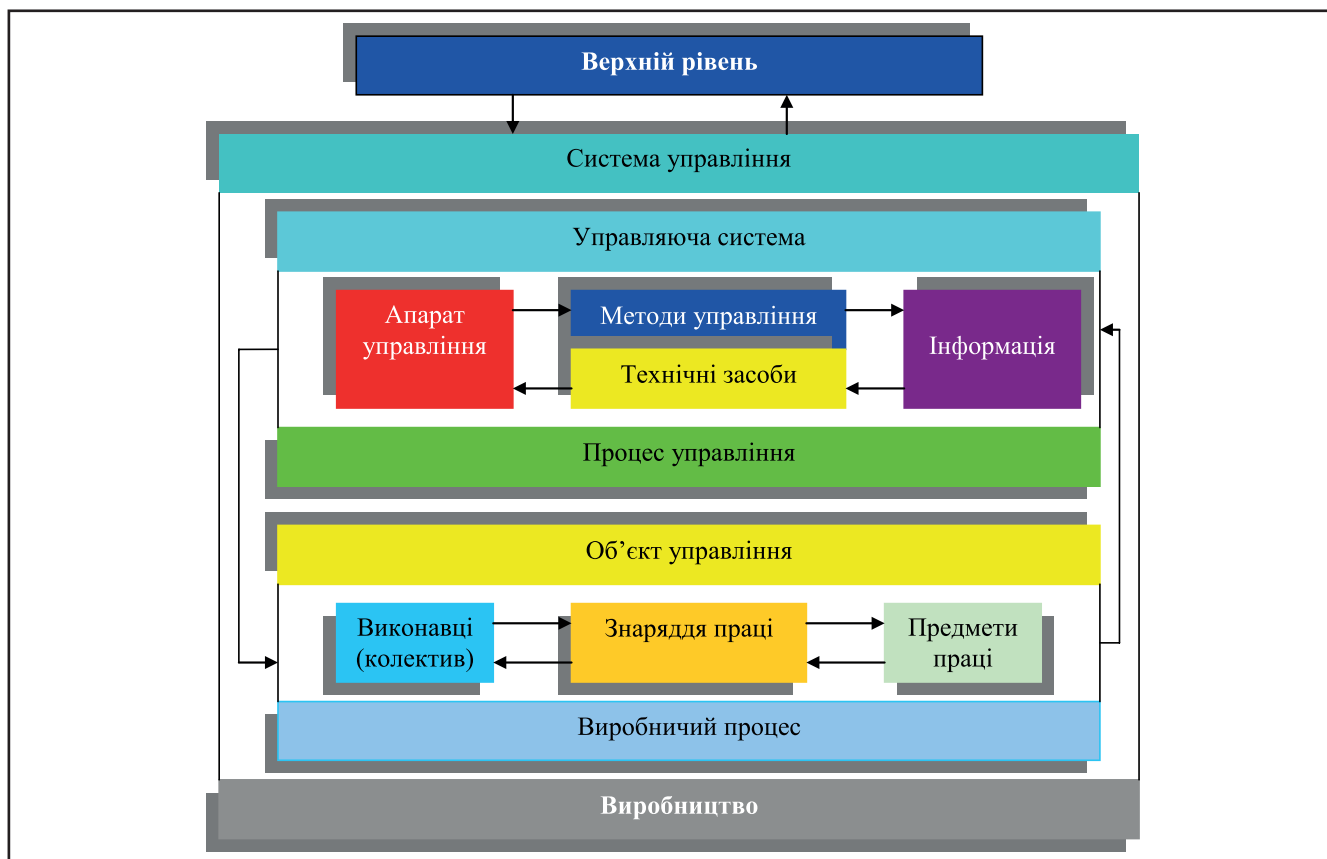 Верхній рівень
Система управління
Управляюча система
Апарат
управління
Методи управління
Технічні засоби
Інформація
Процес управління
Об’єкт управління
Виконавці
(колектив)
Знаряддя праці
Предмети
праці
Виробничий процес
Виробництво